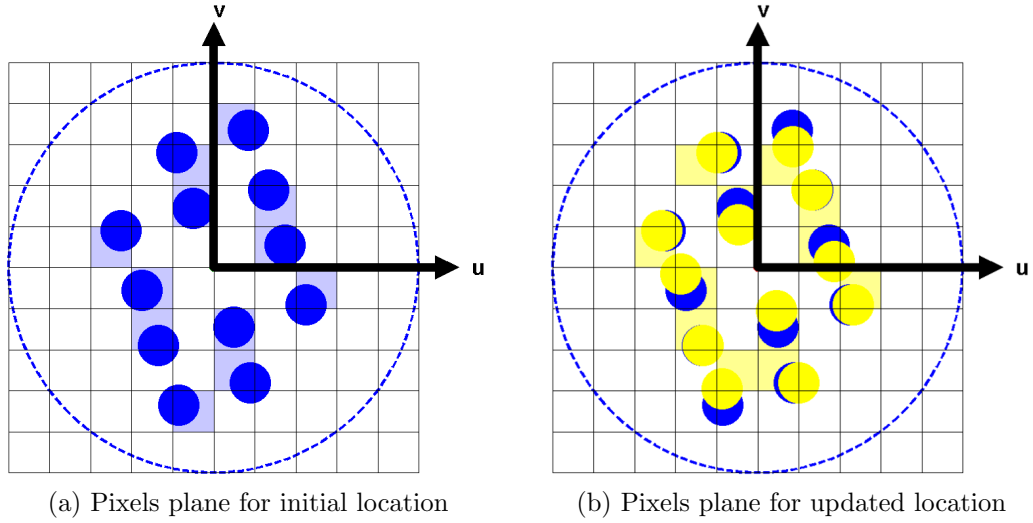 v
v
u
u
(a) Pixels plane for initial location
(b) Pixels plane for updated location